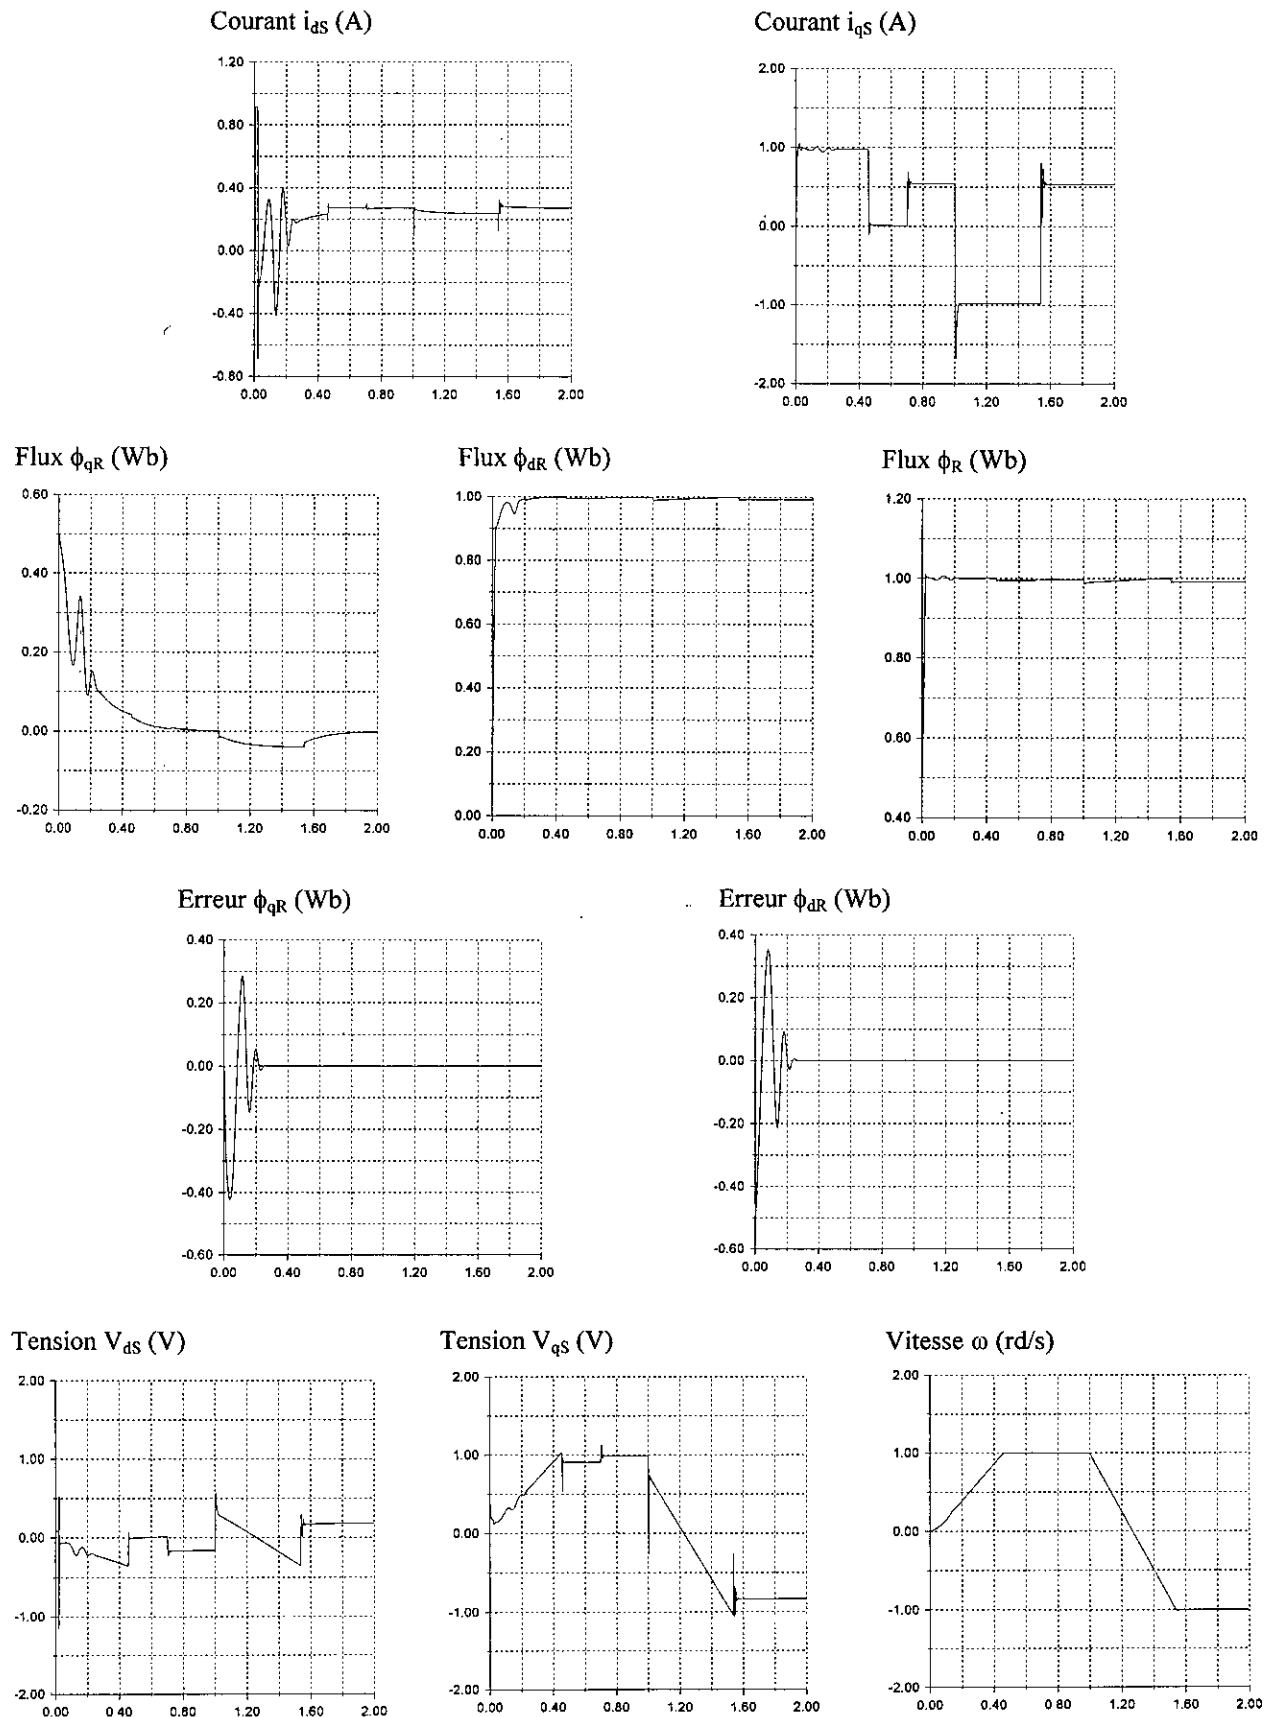 Courant i_dS (A)
Courant i_qS (A)
1.20
0.80
0.40
0.00
-0.40
-0.80
0.00 0.40 0.80 1.20 1.60 2.00
2.00
1.00
0.00
-1.00
-2.00
0.00 0.40 0.80 1.20 1.60 2.00
Flux ϕ_qR (Wb)
Flux ϕ_dR (Wb)
Flux ϕ_R (Wb)
0.60
0.40
0.20
0.00
-0.20
0.00 0.40 0.80 1.20 1.60 2.00
1.00
0.80
0.60
0.40
0.20
0.00
0.00 0.40 0.80 1.20 1.60 2.00
1.20
1.00
0.80
0.60
0.40
0.00 0.40 0.80 1.20 1.60 2.00
Erreur ϕ_qR (Wb)
Erreur ϕ_dR (Wb)
0.40
0.20
0.00
-0.20
-0.40
-0.60
0.00 0.40 0.80 1.20 1.60 2.00
0.40
0.20
0.00
-0.20
-0.40
-0.60
0.00 0.40 0.80 1.20 1.60 2.00
Tension V_dS (V)
Tension V_qS (V)
Vitesse ω (rd/s)
2.00
1.00
0.00
-1.00
-2.00
0.00 0.40 0.80 1.20 1.60 2.00
2.00
1.00
0.00
-1.00
-2.00
0.00 0.40 0.80 1.20 1.60 2.00
2.00
1.00
0.00
-1.00
-2.00
0.00 0.40 0.80 1.20 1.60 2.00